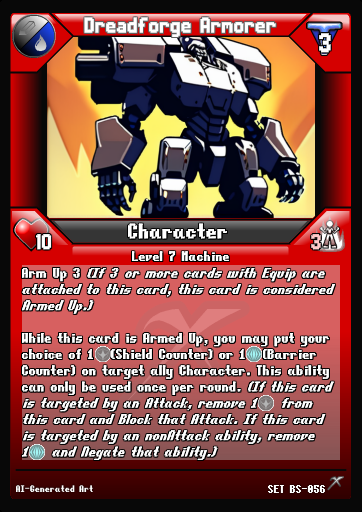 Dreadforge Armorer
3
Character
10
3
Level 7 Machine
Arm Up 3 (If 3 or more cards with Equip are
attached to this card, this card is considered
Armed Up.)
While this card is Armed Up, you may put your
choice of 1 (Shield Counter) or 1 (Barrier
Counter) on target ally Character. This ability
can only be used once per round. (If this card
is targeted by an Attack, remove 1 from
this card and Block that Attack. If this card
is targeted by an nonAttack ability, remove
1 and Negate that ability.)
AI-Generated Art
SET BS-056